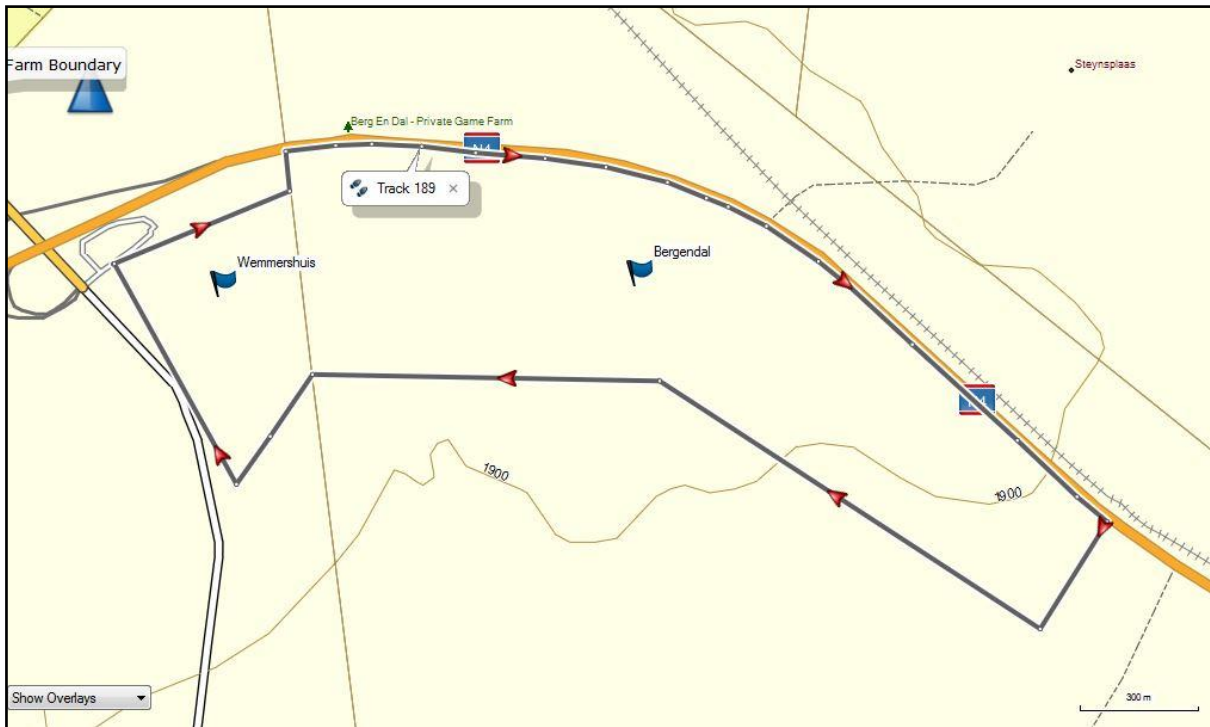 Steynsplaas
Farm Boundary
Berg En Dal - Private Game Farm
N4
Track 189
Bergendal
Wemmershuis
N4
1900
1900
Show Overlays
300 m